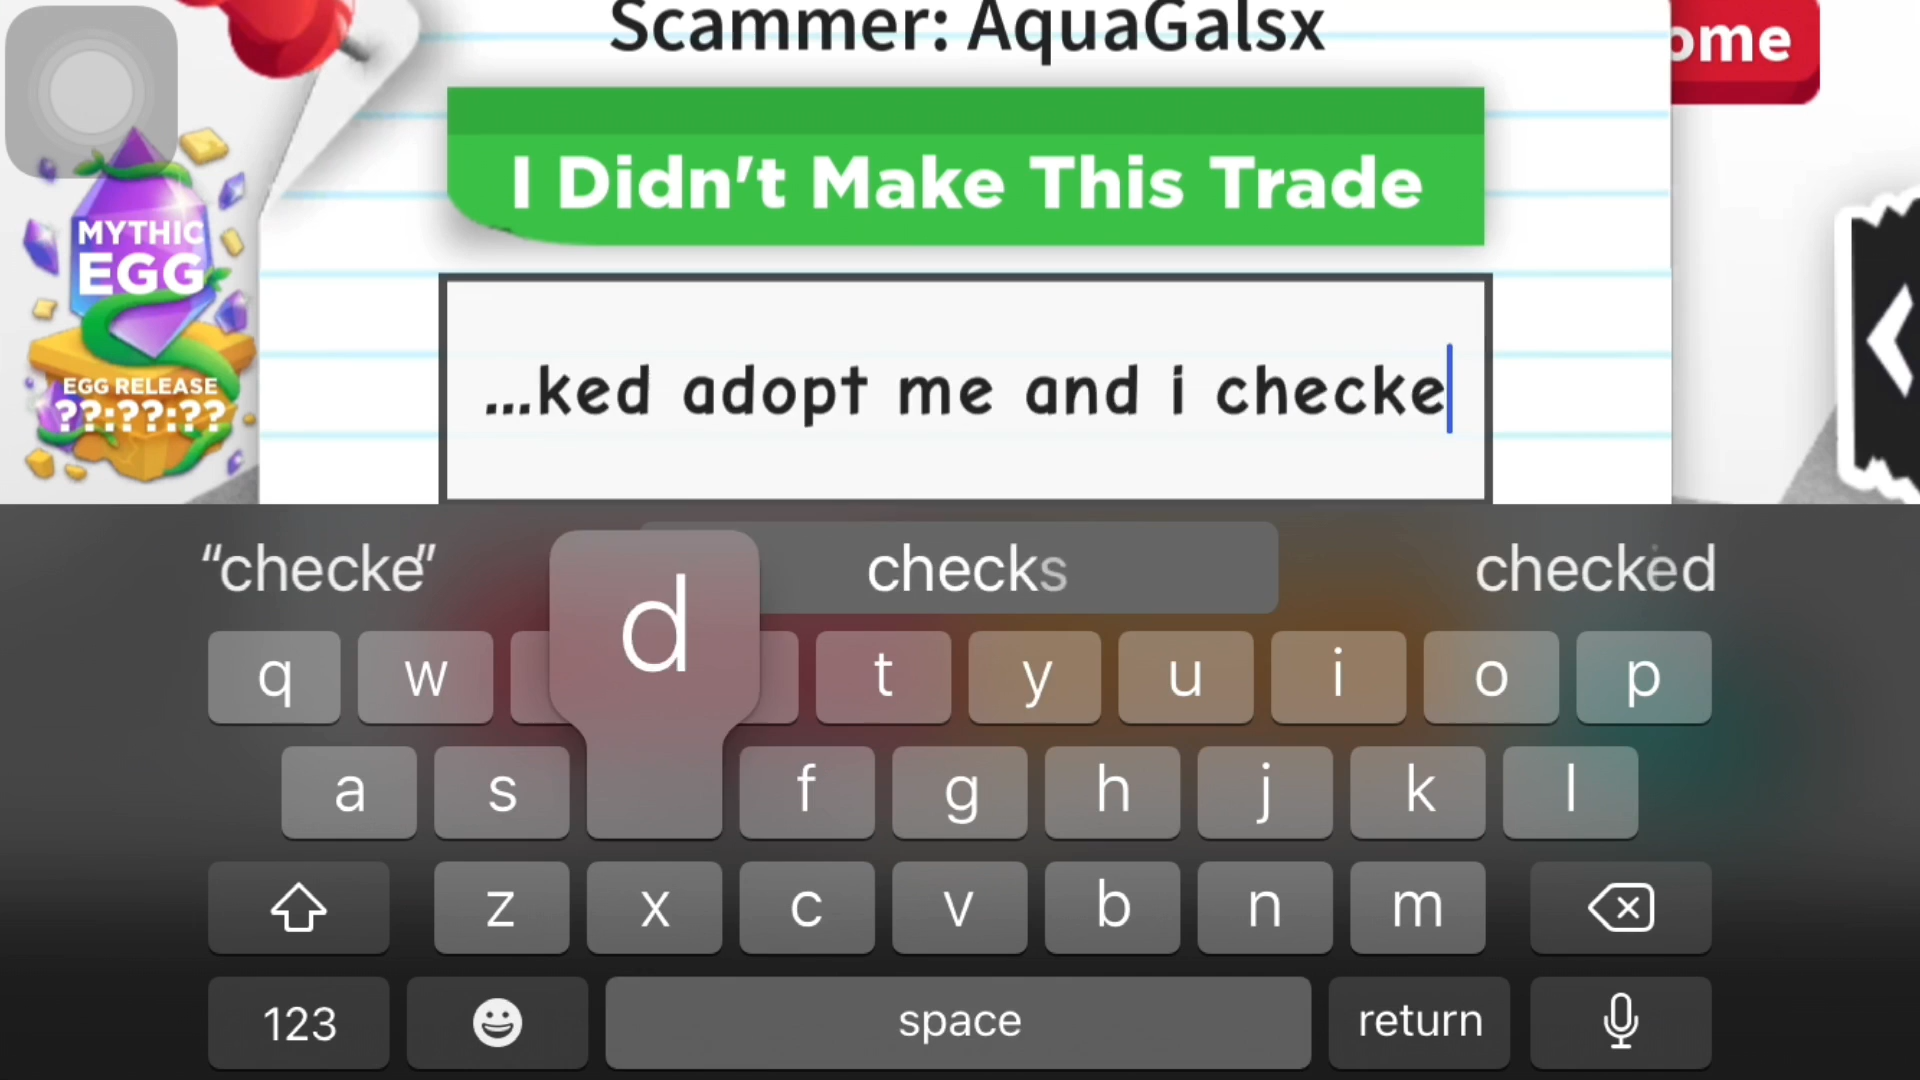 Scammer: AquaGalsx
ome
I Didn't Make This Trade
MYTHIC
EGG
EGG RELEASE
??:??:??
...ked adopt me and i checke
“checke” checks checked
d
q w t y u i o p
a s f g h j k l
z x c v b n m
123 space return